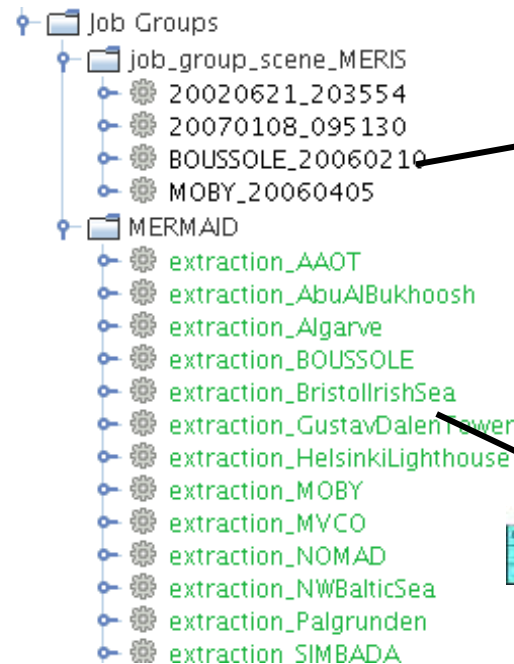 Job Groups
job_group_scene_MERIS
20020621_203554
20070108_095130
BOUSSOLE_20060210
MOBY_20060405
MERMAID
extraction_AAOT
extraction_AbuAlBukhoosh
extraction_Algarve
extraction_BOUSSOLE
extraction_BristolIrishSea
extraction_GustavDalenTower
extraction_HelsinkiLighthouse
extraction_MOBY
extraction_MVCO
extraction_NOMAD
extraction_NWBalticSea
extraction_Palgrunden
extraction_SIMBADA